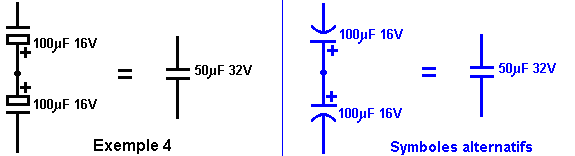 100µF 16V
+
=
50µF 32V
+
100µF 16V
Exemple 4
100µF 16V
+
=
50µF 32V
+
100µF 16V
Symboles alternatifs